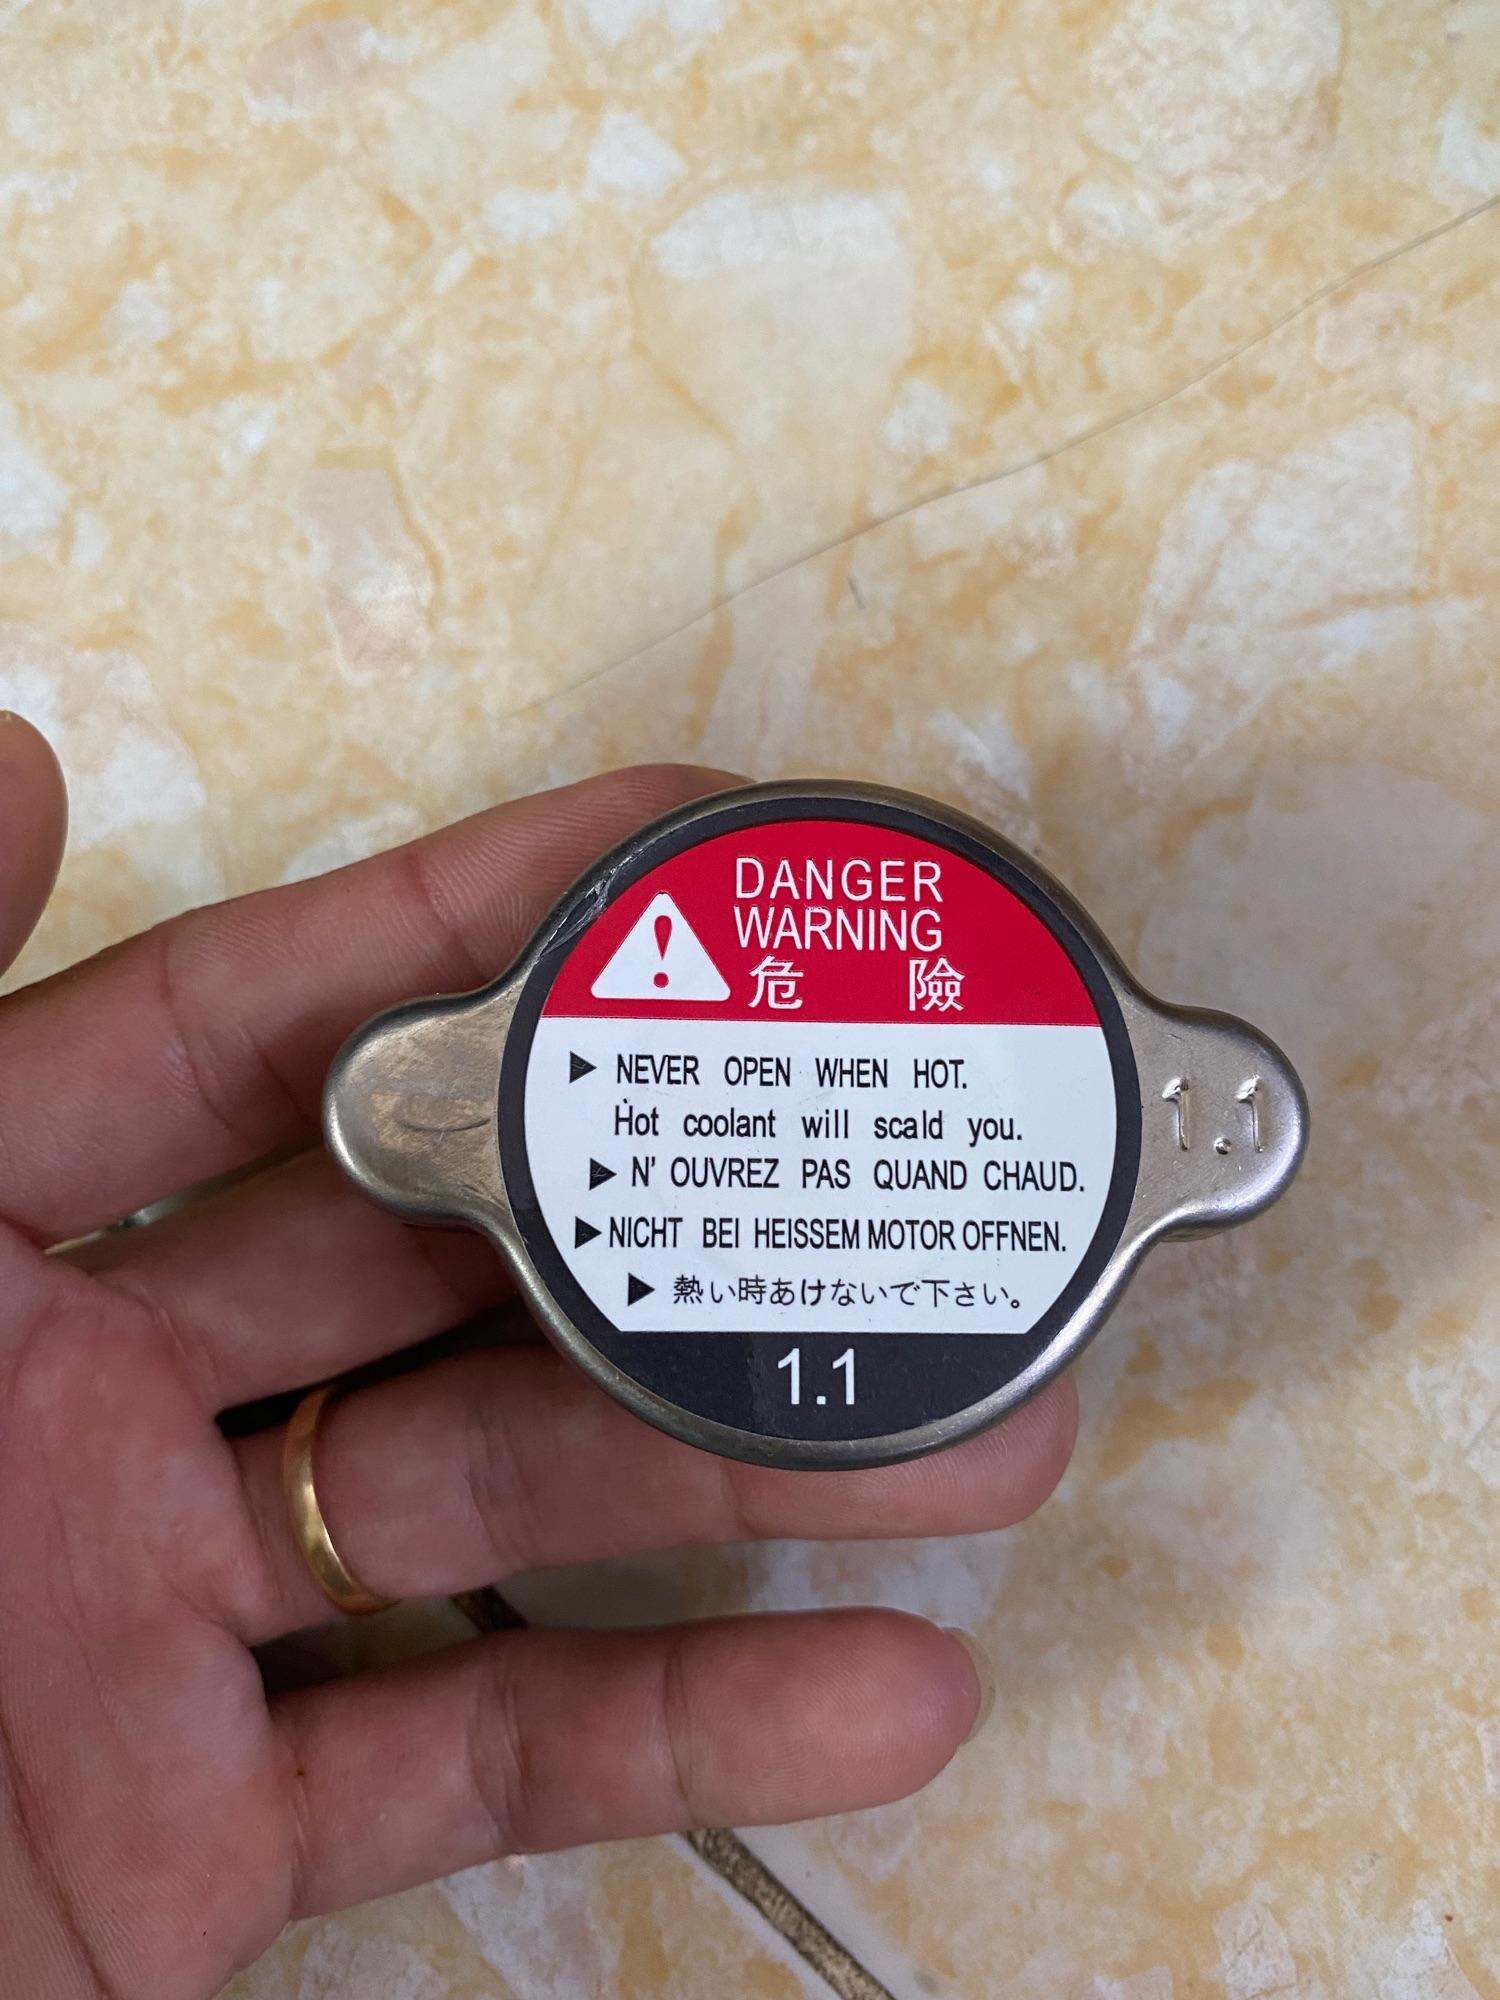 DANGER
WARNING
危 險
▶ NEVER OPEN WHEN HOT.
Hot coolant will scald you.
▶ N' OUVREZ PAS QUAND CHAUD.
▶ NICHT BEI HEISSEM MOTOR OFFNEN.
▶ 熱い時あけないで下さい。
1.1
1.1